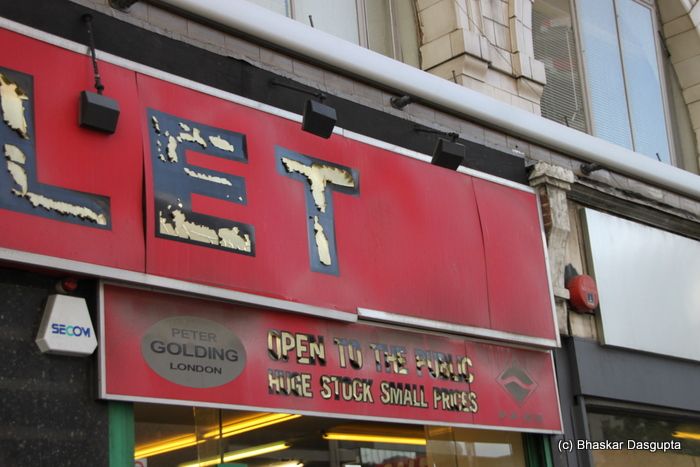 LET
SECOM
PETER
GOLDING
LONDON
OPEN TO THE PUBLIC
HUGE STOCK SMALL PRICES
(c) Bhaskar Dasgupta